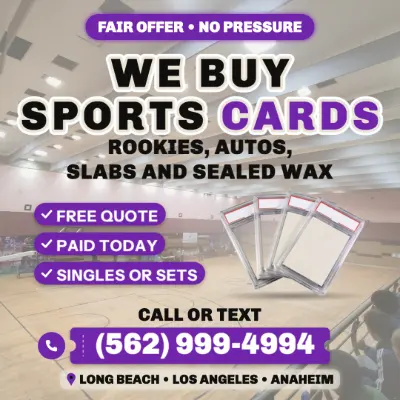 FAIR OFFER • NO PRESSURE
WE BUY
SPORTS CARDS
ROOKIES, AUTOS,
SLABS AND SEALED WAX
FREE QUOTE
PAID TODAY
SINGLES OR SETS
CALL OR TEXT
(562) 999-4994
LONG BEACH • LOS ANGELES • ANAHEIM